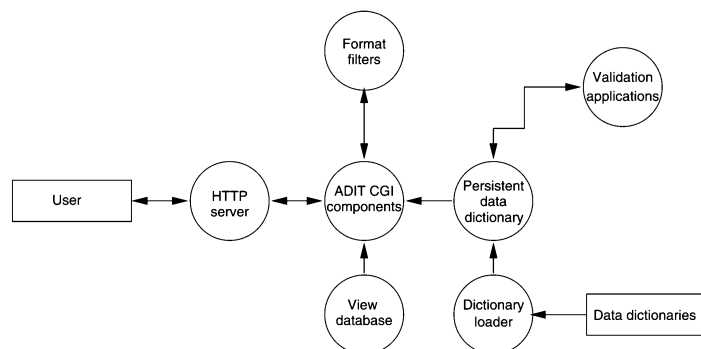 Format
filters
Validation
applications
User
HTTP
server
ADIT CGI
components
Persistent
data
dictionary
View
database
Dictionary
loader
Data dictionaries